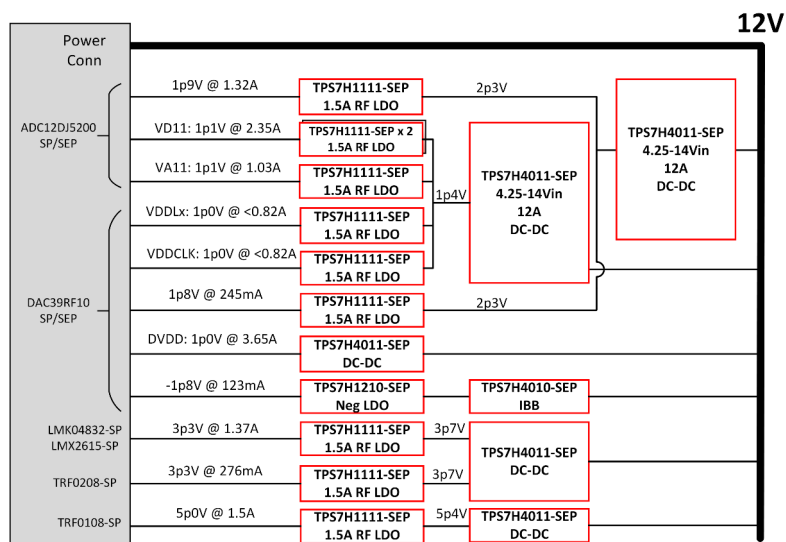 12V
Power
Conn
1p9V @ 1.32A
TPS7H1111-SEP
1.5A RF LDO
2p3V
TPS7H4011-SEP
4.25-14Vin
12A
DC-DC
ADC12DJ5200
SP/SEP
VD11: 1p1V @ 2.35A
TPS7H1111-SEP x 2
1.5A RF LDO
VA11: 1p1V @ 1.03A
TPS7H1111-SEP
1.5A RF LDO
1p4V
TPS7H4011-SEP
4.25-14Vin
12A
DC-DC
VDDLx: 1p0V @ <0.82A
TPS7H1111-SEP
1.5A RF LDO
VDDCLK: 1p0V @ <0.82A
TPS7H1111-SEP
1.5A RF LDO
DAC39RF10
SP/SEP
1p8V @ 245mA
TPS7H1111-SEP
1.5A RF LDO
2p3V
DVDD: 1p0V @ 3.65A
TPS7H4011-SEP
DC-DC
-1p8V @ 123mA
TPS7H1210-SEP
Neg LDO
TPS7H4010-SEP
IBB
LMK04832-SP
LMX2615-SP
3p3V @ 1.37A
TPS7H1111-SEP
1.5A RF LDO
3p7V
TPS7H4011-SEP
DC-DC
TRF0208-SP
3p3V @ 276mA
TPS7H1111-SEP
1.5A RF LDO
3p7V
TRF0108-SP
5p0V @ 1.5A
TPS7H1111-SEP
1.5A RF LDO
5p4V
TPS7H4011-SEP
DC-DC